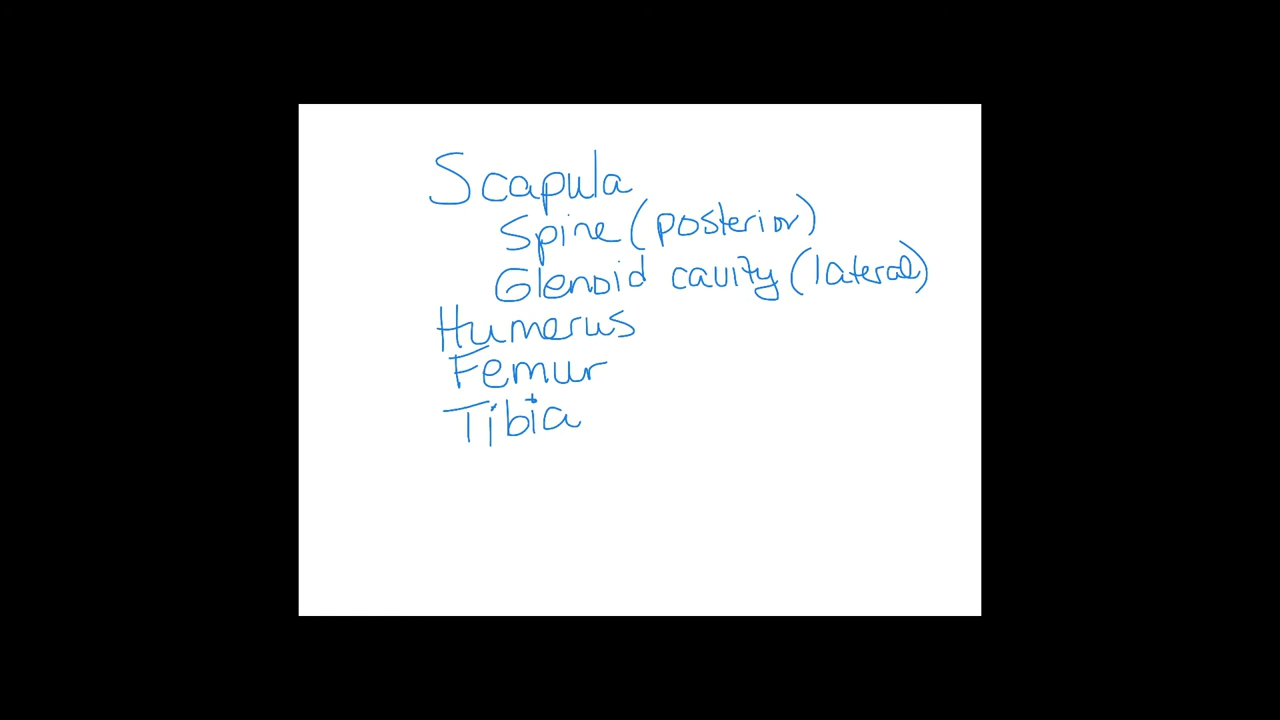 Scapula
Spine (posterior)
Glenoid cavity (lateral)
Humerus
Femur
Tibia